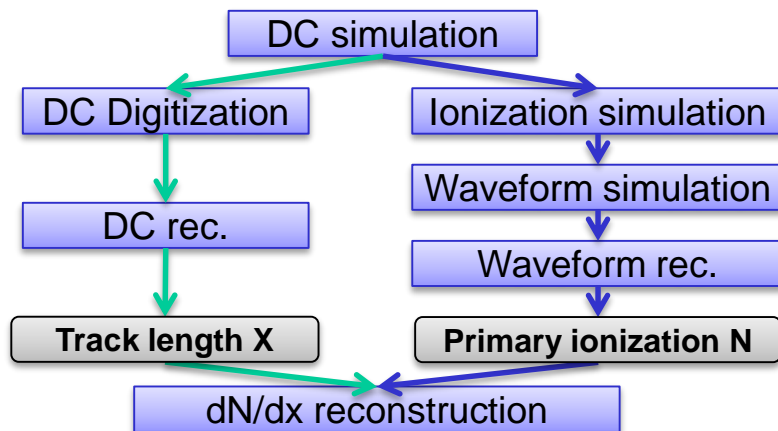 DC simulation
DC Digitization
Ionization simulation
Waveform simulation
DC rec.
Waveform rec.
Track length X
Primary ionization N
dN/dx reconstruction